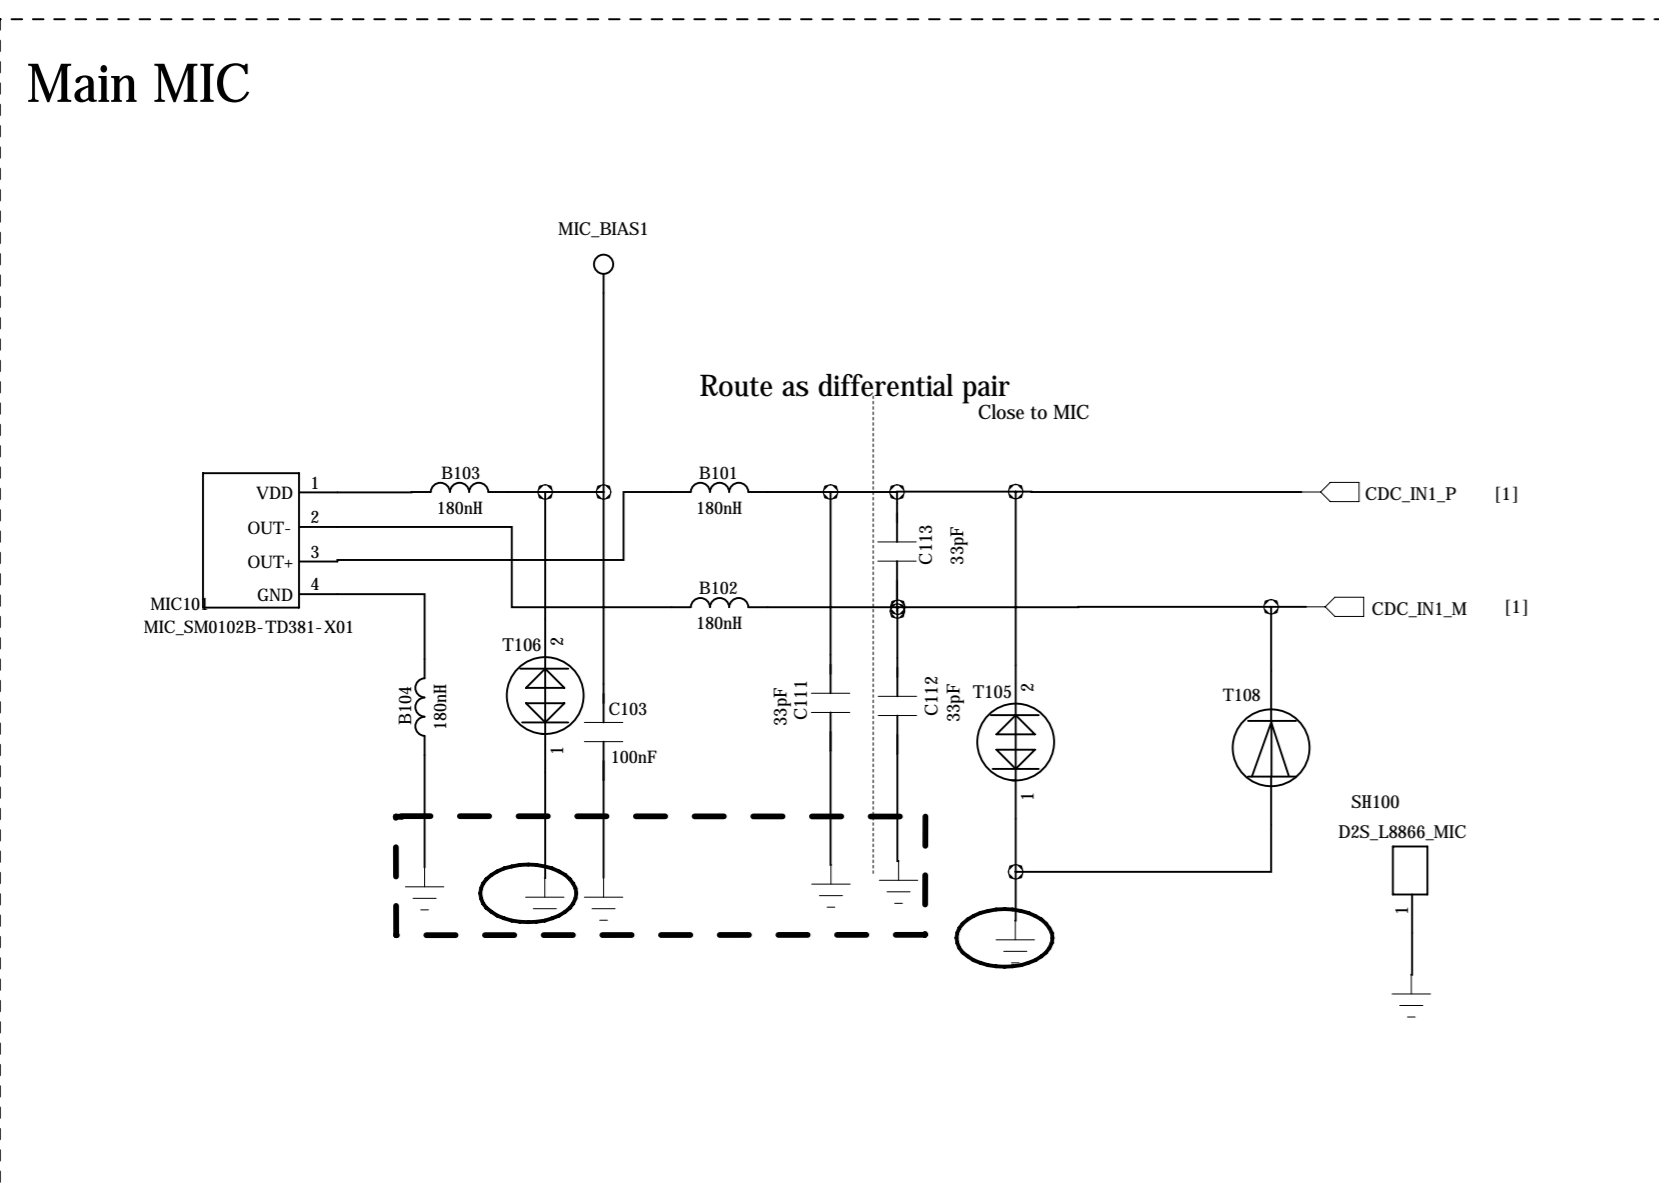 Main MIC
MIC_BIAS1
Route as differential pair
Close to MIC
B103
180nH
B101
180nH
VDD 1
OUT- 2
OUT+ 3
GND 4
MIC101
MIC_SM0102B-TD381-X01
CDC_IN1_P [1]
C113
33pF
B102
180nH
CDC_IN1_M [1]
T106
2
1
B104
180nH
C103
100nF
33pF
C111
C112
33pF
T105
2
1
T108
SH100
D2S_L8866_MIC
1